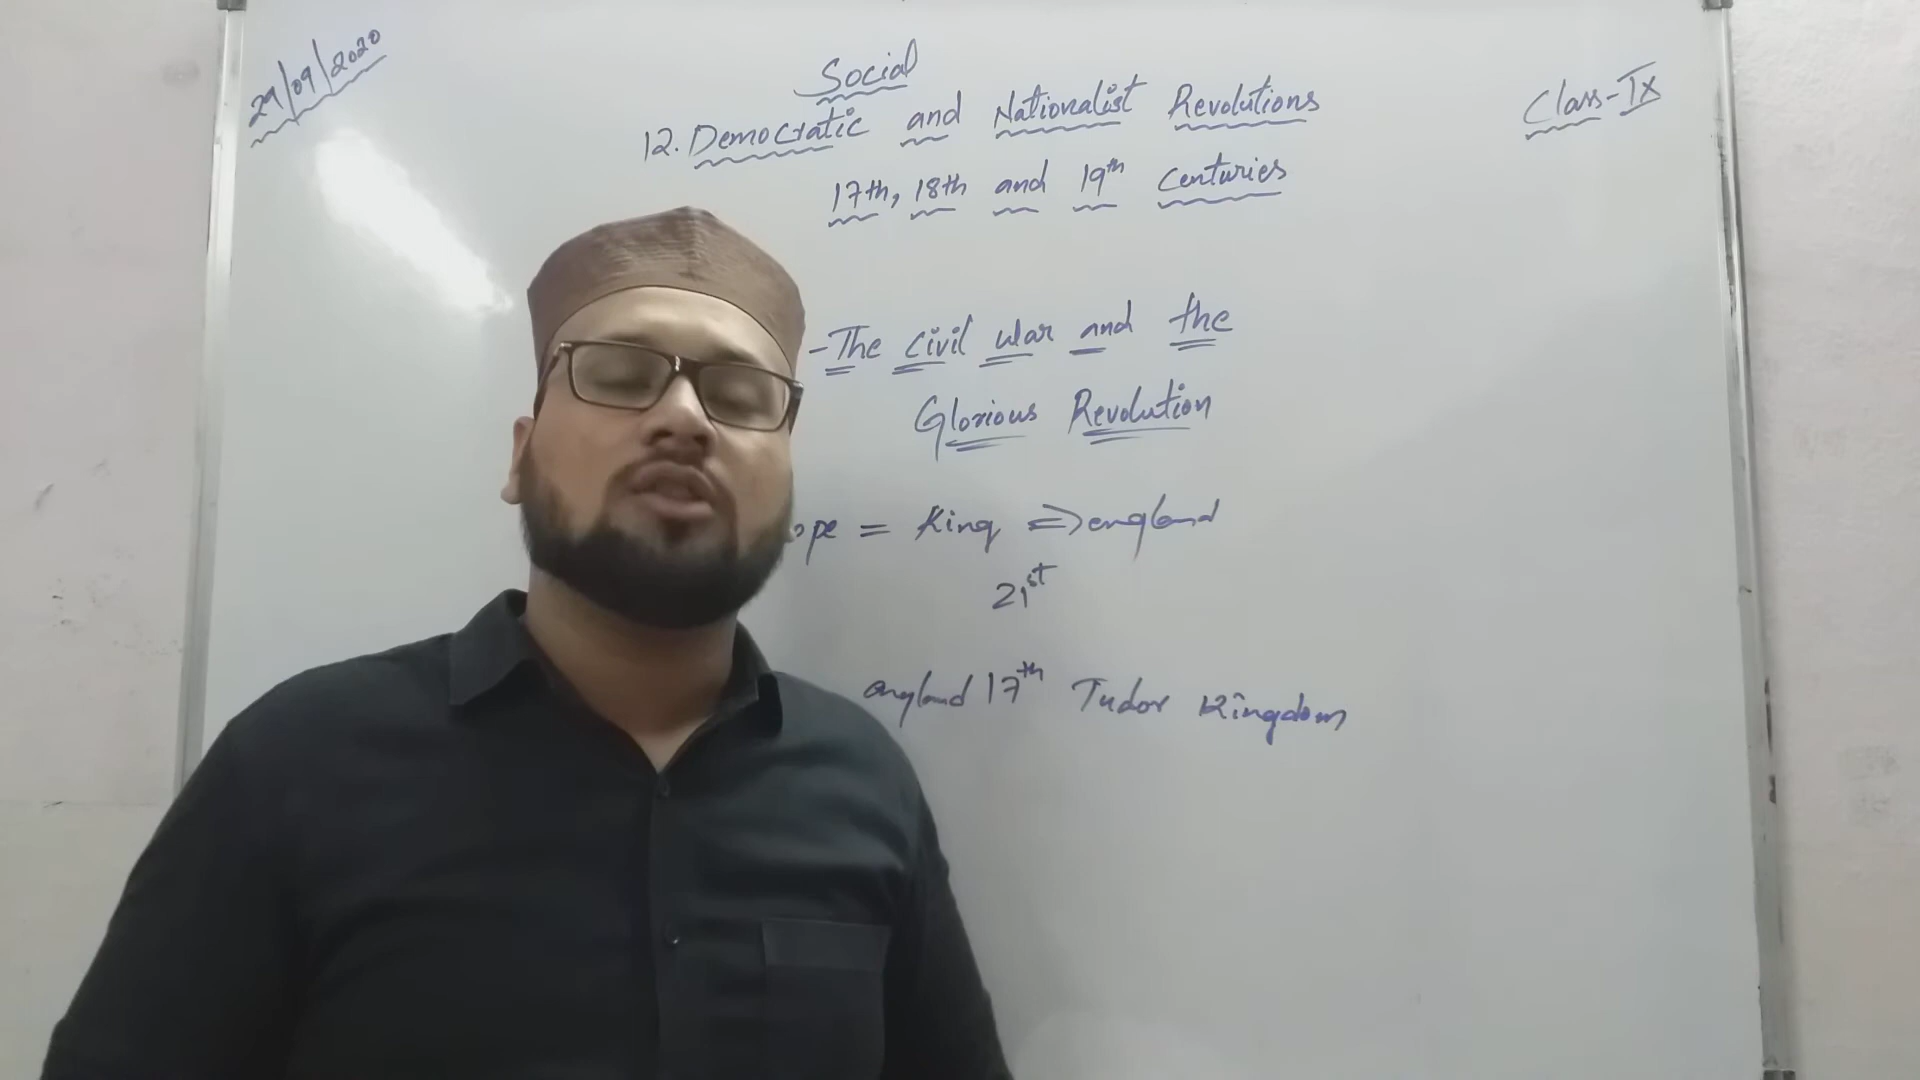 29/09/2020
Social
Class-IX
12. Democratic and Nationalist Revolutions
17th, 18th and 19th Centuries
-The civil war and the
Glorious Revolution
ope = King ⇒ england
21st
england 17th Tudor Kingdom